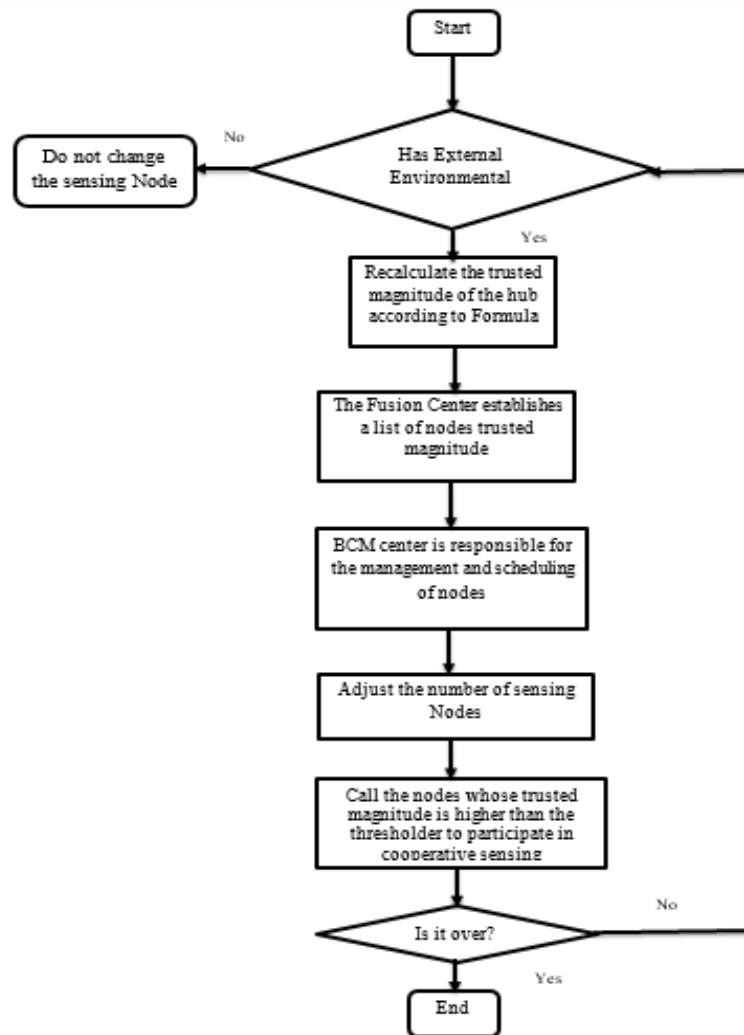 Start
No
Do not change
the sensing Node
Has External
Environmental
Yes
Recalculate the trusted
magnitude of the hub
according to Formula
The Fusion Center establishes
a list of nodes trusted
magnitude
BCM center is responsible for
the management and scheduling
of nodes
Adjust the number of sensing
Nodes
Call the nodes whose trusted
magnitude is higher than the
thresholder to participate in
cooperative sensing
No
Is it over?
Yes
End